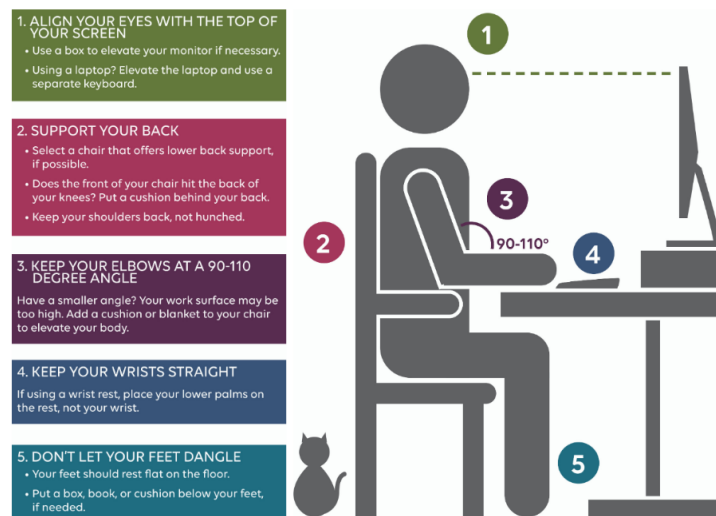 1. ALIGN YOUR EYES WITH THE TOP OF
YOUR SCREEN
• Use a box to elevate your monitor if necessary.
• Using a laptop? Elevate the laptop and use a
separate keyboard.
2. SUPPORT YOUR BACK
• Select a chair that offers lower back support,
if possible.
• Does the front of your chair hit the back of
your knees? Put a cushion behind your back.
• Keep your shoulders back, not hunched.
3. KEEP YOUR ELBOWS AT A 90-110
DEGREE ANGLE
Have a smaller angle? Your work surface may be
too high. Add a cushion or blanket to your chair
to elevate your body.
4. KEEP YOUR WRISTS STRAIGHT
If using a wrist rest, place your lower palms on
the rest, not your wrist.
5. DON'T LET YOUR FEET DANGLE
• Your feet should rest flat on the floor.
• Put a box, book, or cushion below your feet,
if needed.
1
3
90-110°
2
4
5